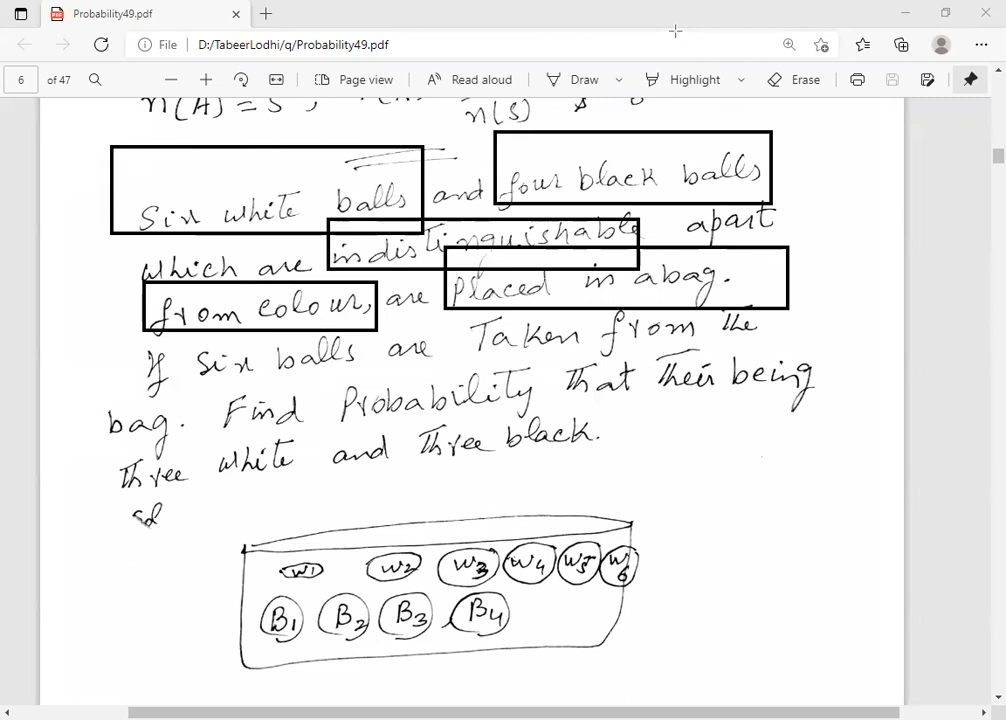 Probability49.pdf
File D:/TabeerLodhi/q/Probability49.pdf
6 of 47 Page view Read aloud Draw Highlight Erase
n(A) = 5 , n(S)
Six white balls and four black balls
which are indistinguishable apart
from colour, are placed in a bag.
If Six balls are Taken from The
bag. Find Probability That Their being
Three white and Three black.
sol
W1 W2 W3 W4 W5 W6
B1 B2 B3 B4